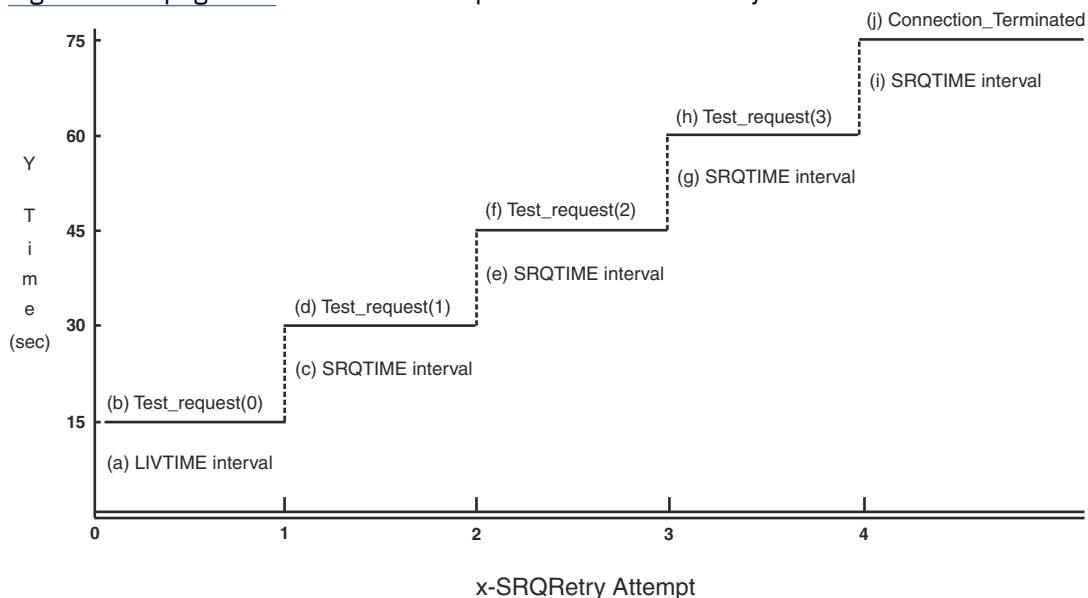 (j) Connection_Terminated
75
(i) SRQTIME interval
(h) Test_request(3)
60
Y
(g) SRQTIME interval
T
(f) Test_request(2)
45
i
m
(e) SRQTIME interval
e
(d) Test_request(1)
30
(sec)
(c) SRQTIME interval
(b) Test_request(0)
15
(a) LIVTIME interval
0 1 2 3 4
x-SRQRetry Attempt